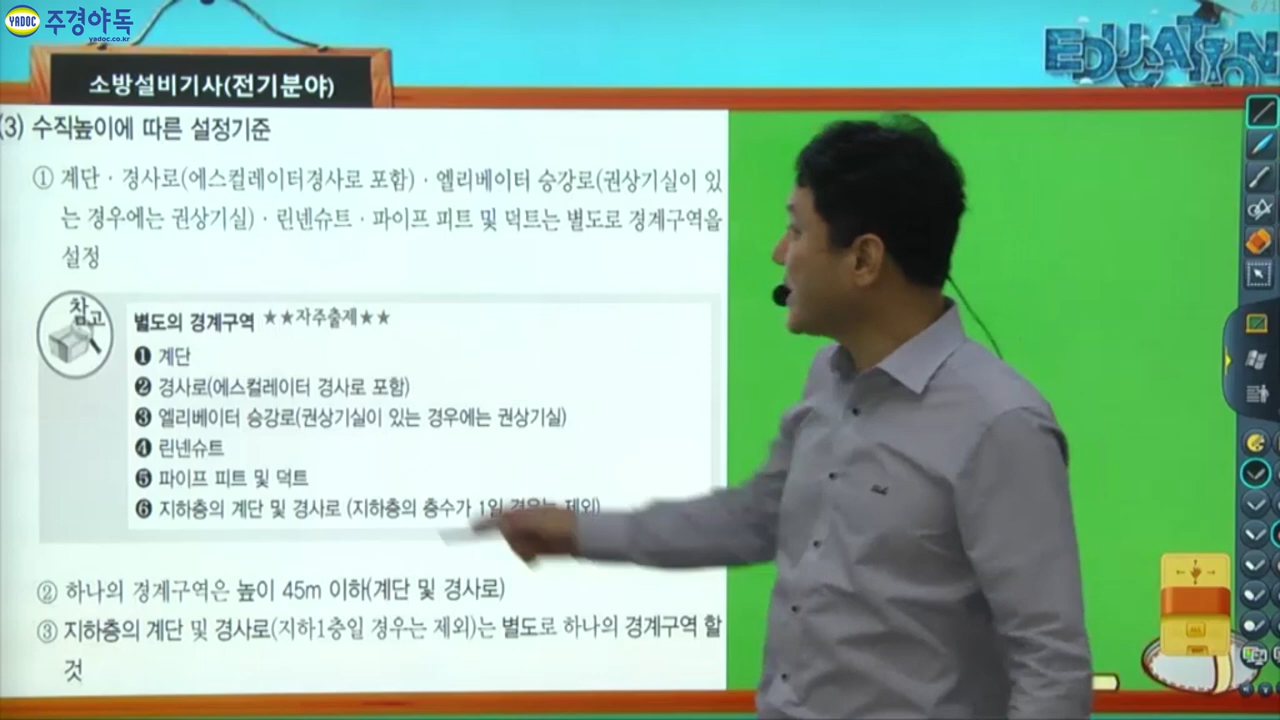 YADOC 주경야독
yadoc.co.kr
EDUCATION
소방설비기사(전기분야)
(3) 수직높이에 따른 설정기준
① 계단·경사로(에스컬레이터경사로 포함)·엘리베이터 승강로(권상기실이 있
는 경우에는 권상기실)·린넨슈트·파이프 피트 및 덕트는 별도로 경계구역을
설정
참고
별도의 경계구역 ★★자주출제★★
❶ 계단
❷ 경사로(에스컬레이터 경사로 포함)
❸ 엘리베이터 승강로(권상기실이 있는 경우에는 권상기실)
❹ 린넨슈트
❺ 파이프 피트 및 덕트
❻ 지하층의 계단 및 경사로 (지하층의 층수가 1일 경우는 제외)
② 하나의 경계구역은 높이 45m 이하(계단 및 경사로)
③ 지하층의 계단 및 경사로(지하1층일 경우는 제외)는 별도로 하나의 경계구역 할
것